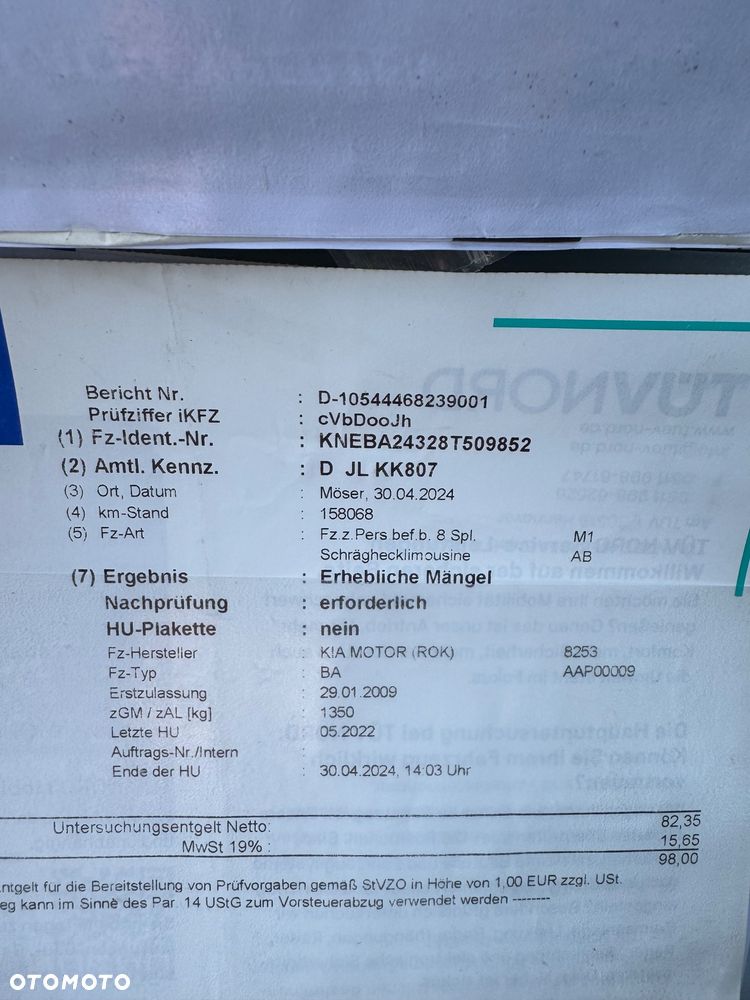 Bericht Nr. : D-10544468239001
Prüfziffer iKFZ : cVbDooJh
(1) Fz-Ident.-Nr. : KNEBA24328T509852
(2) Amtl. Kennz. : D JL KK807
(3) Ort, Datum : Möser, 30.04.2024
(4) km-Stand : 158068
(5) Fz-Art : Fz.z.Pers bef.b. 8 Spl. M1
Schräghecklimousine AB
(7) Ergebnis : Erhebliche Mängel
Nachprüfung : erforderlich
HU-Plakette : nein
Fz-Hersteller : KIA MOTOR (ROK) 8253
Fz-Typ : BA AAP00009
Erstzulassung : 29.01.2009
zGM / zAL [kg] : 1350
Letzte HU : 05.2022
Auftrags-Nr./Intern :
Ende der HU : 30.04.2024, 14:03 Uhr
Untersuchungsentgelt Netto: 82,35
MwSt 19% : 15,65
98,00
ntgelt für die Bereitstellung von Prüfvorgaben gemäß StVZO in Höhe von 1,00 EUR zzgl. USt.
eg kann im Sinne des Par. 14 UStG zum Vorsteuerabzug verwendet werden --------
TÜVNORD
OTOMOTO